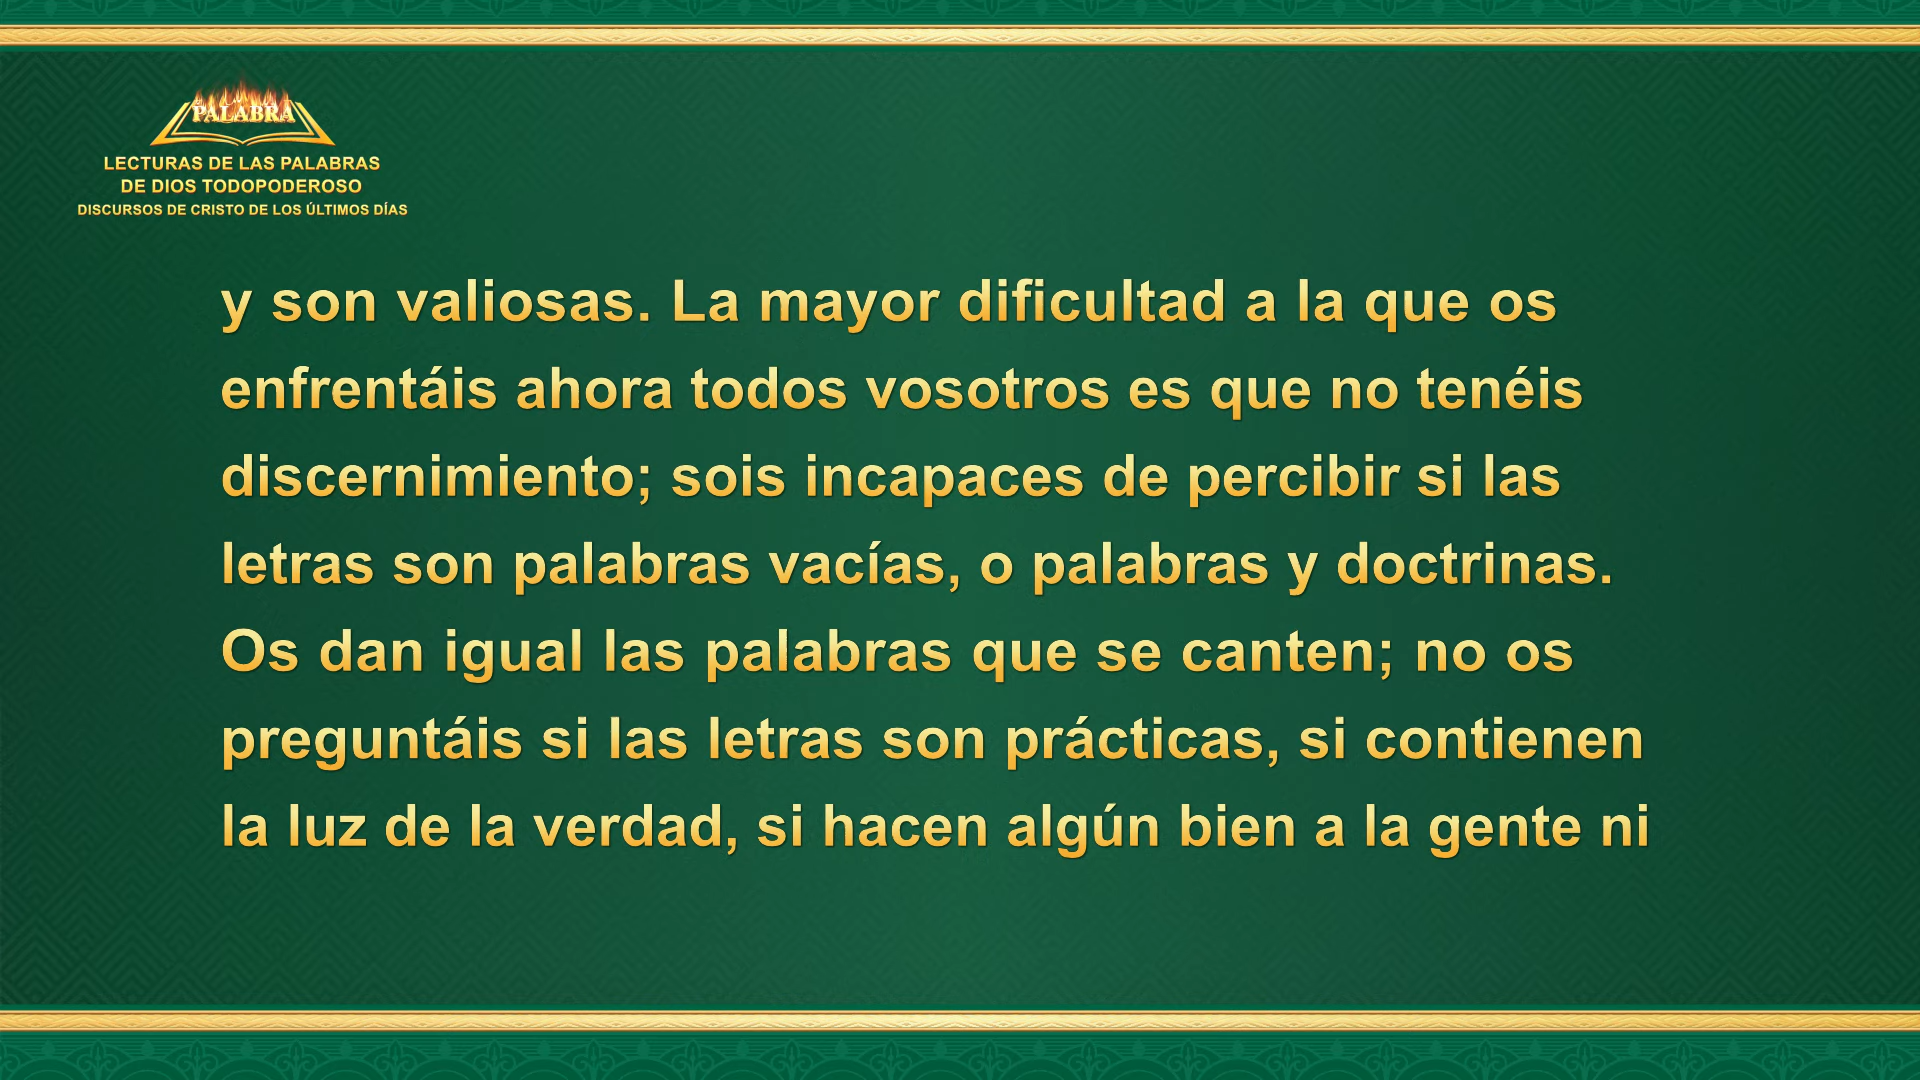 PALABRA
LECTURAS DE LAS PALABRAS
DE DIOS TODOPODEROSO
DISCURSOS DE CRISTO DE LOS ÚLTIMOS DÍAS
y son valiosas. La mayor dificultad a la que os
enfrentáis ahora todos vosotros es que no tenéis
discernimiento; sois incapaces de percibir si las
letras son palabras vacías, o palabras y doctrinas.
Os dan igual las palabras que se canten; no os
preguntáis si las letras son prácticas, si contienen
la luz de la verdad, si hacen algún bien a la gente ni